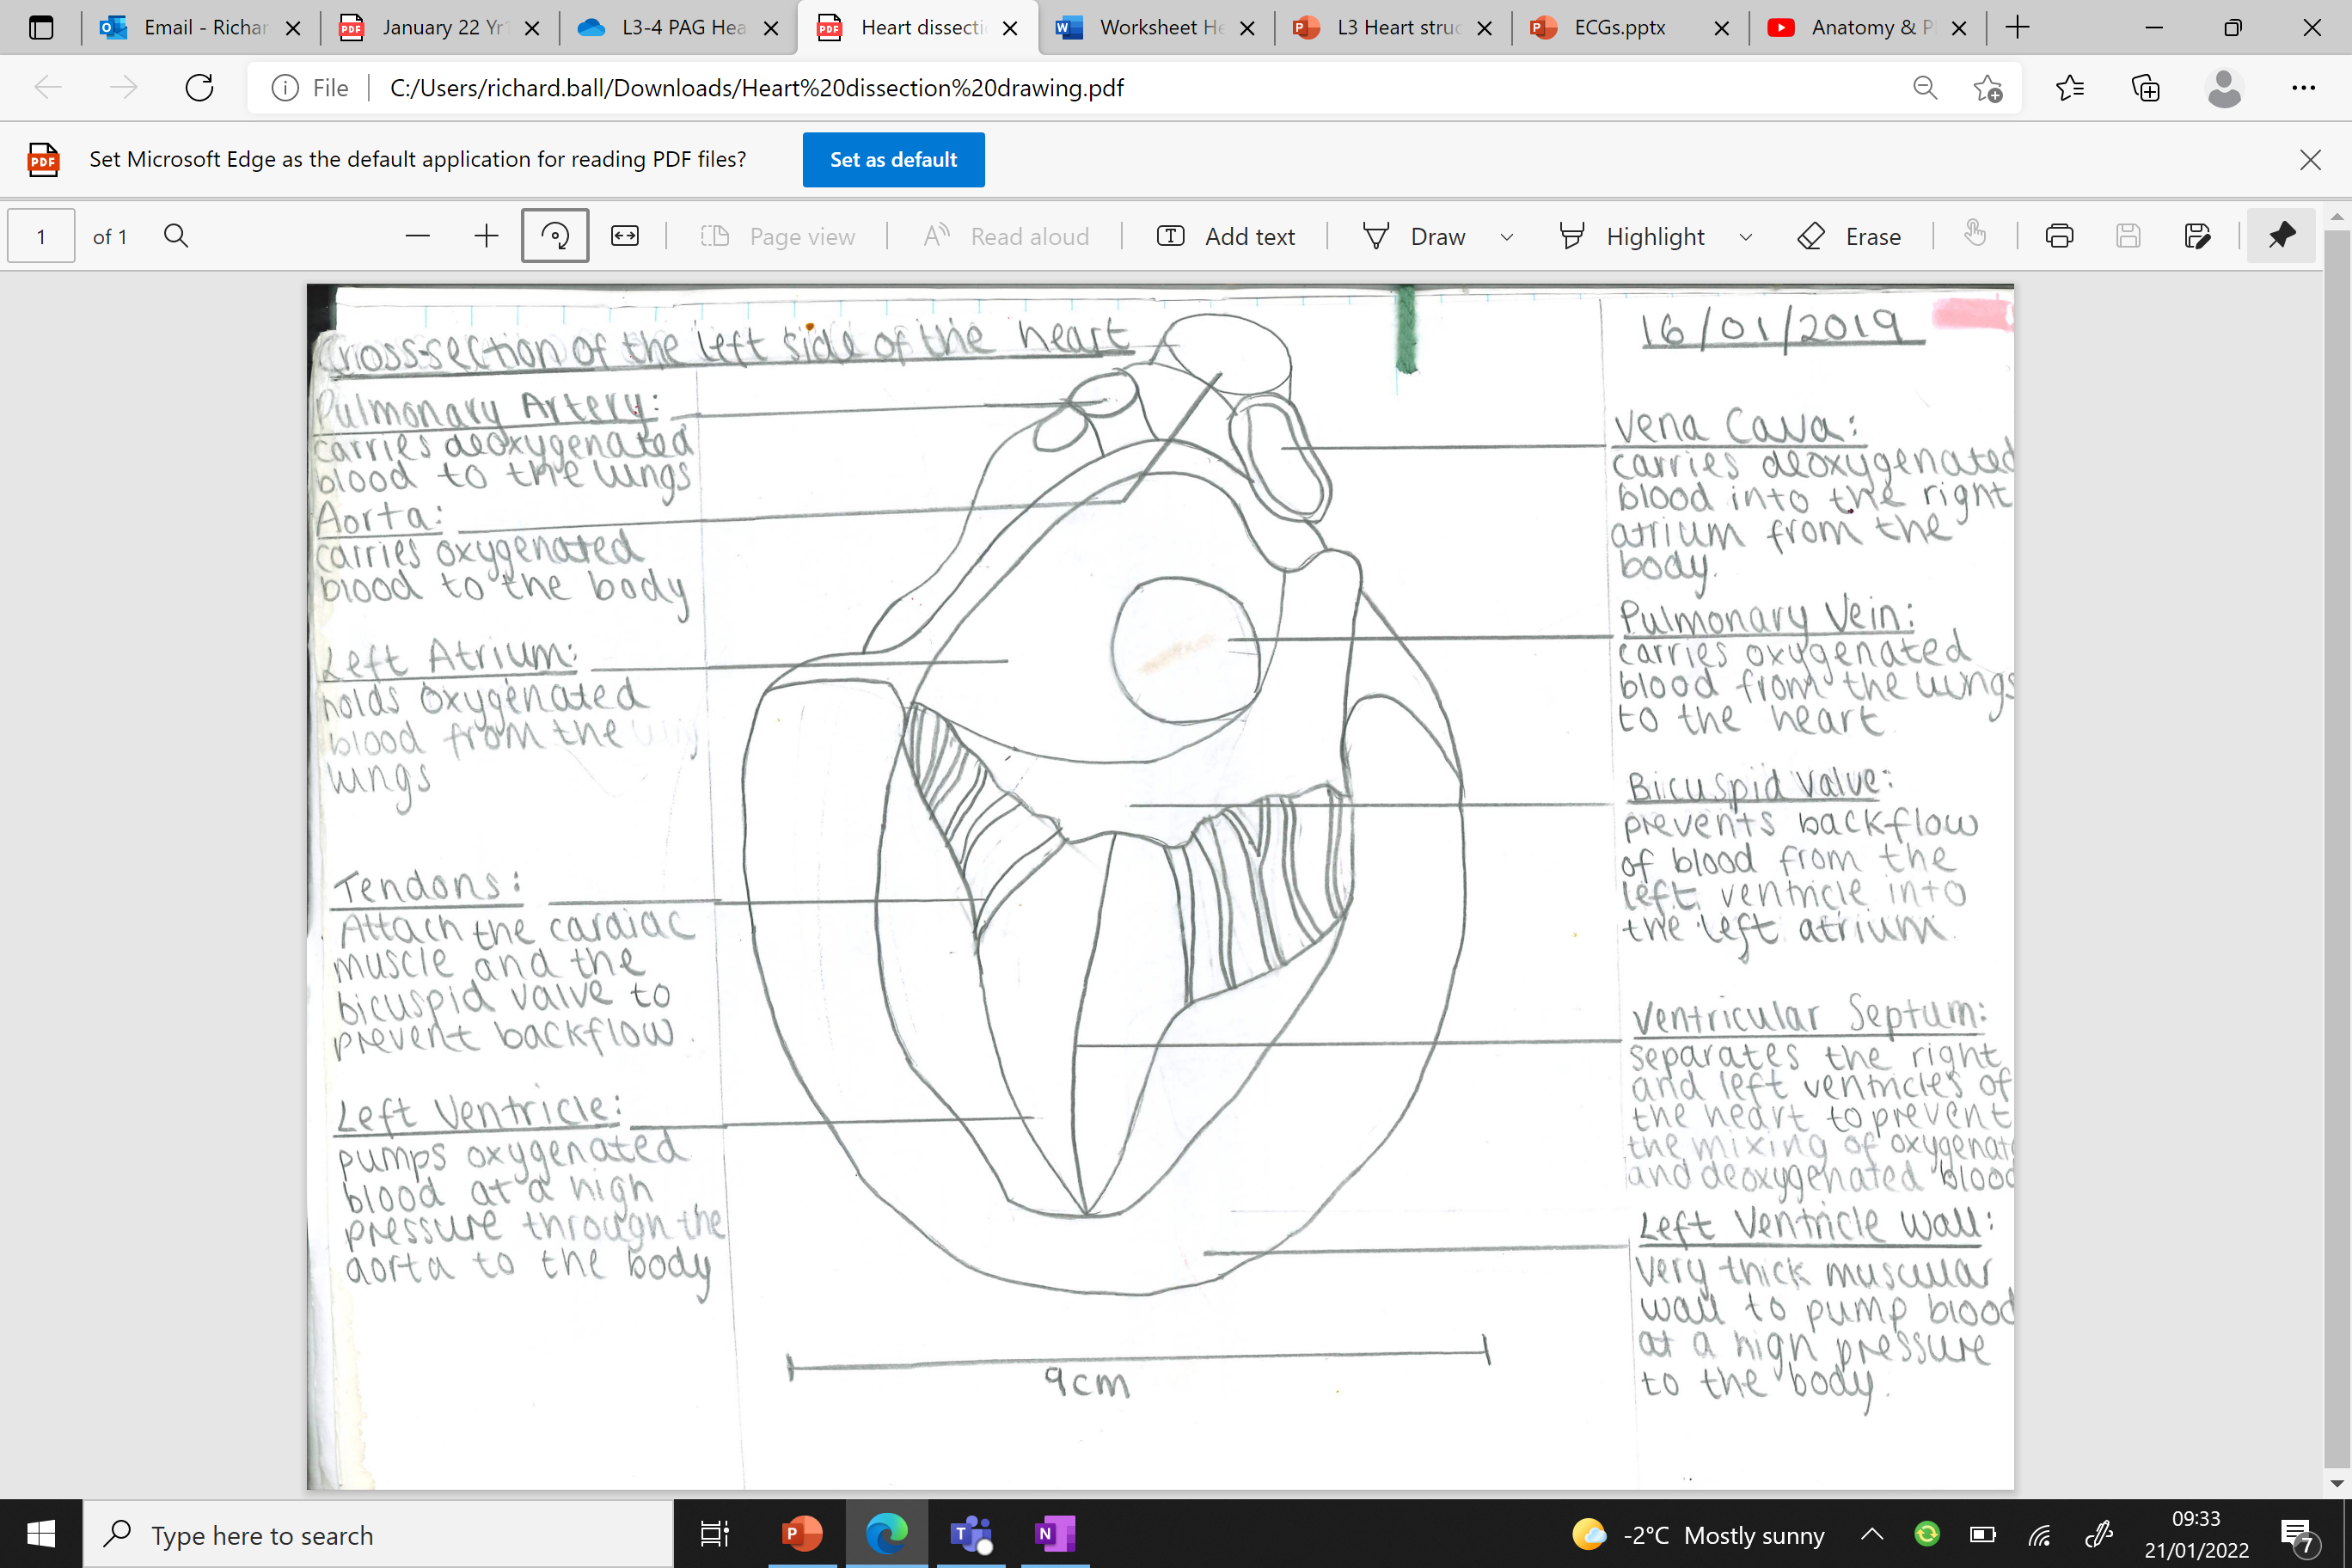 Email - Richar
January 22 Yr1
L3-4 PAG Hea
Heart dissecti
Worksheet He
L3 Heart struc
ECGs.pptx
Anatomy & P
File
C:/Users/richard.ball/Downloads/Heart%20dissection%20drawing.pdf
PDF
Set Microsoft Edge as the default application for reading PDF files?
Set as default
1
of 1
Page view
Read aloud
Add text
Draw
Highlight
Erase
Cross-section of the left side of the heart
16/01/2019
Pulmonary Artery:
carries deoxygenated
blood to the lungs
Aorta:
carries oxygenated
blood to the body
Left Atrium:
holds oxygenated
blood from the
lungs
Tendons:
Attach the cardiac
muscle and the
bicuspid valve to
prevent backflow.
Left Ventricle:
pumps oxygenated
blood at a high
pressure through the
aorta to the body
Vena Cava:
carries deoxygenated
blood into the right
atrium from the
body.
Pulmonary Vein:
carries oxygenated
blood from the lungs
to the heart
Bicuspid Valve:
prevents backflow
of blood from the
left ventricle into
the left atrium.
Ventricular Septum:
separates the right
and left ventricles of
the heart to prevent
the mixing of oxygenate
and deoxygenated blood
Left Ventricle Wall:
very thick muscular
wall to pump blood
at a high pressure
to the body.
9cm
Type here to search
-2°C Mostly sunny
09:33
21/01/2022
7